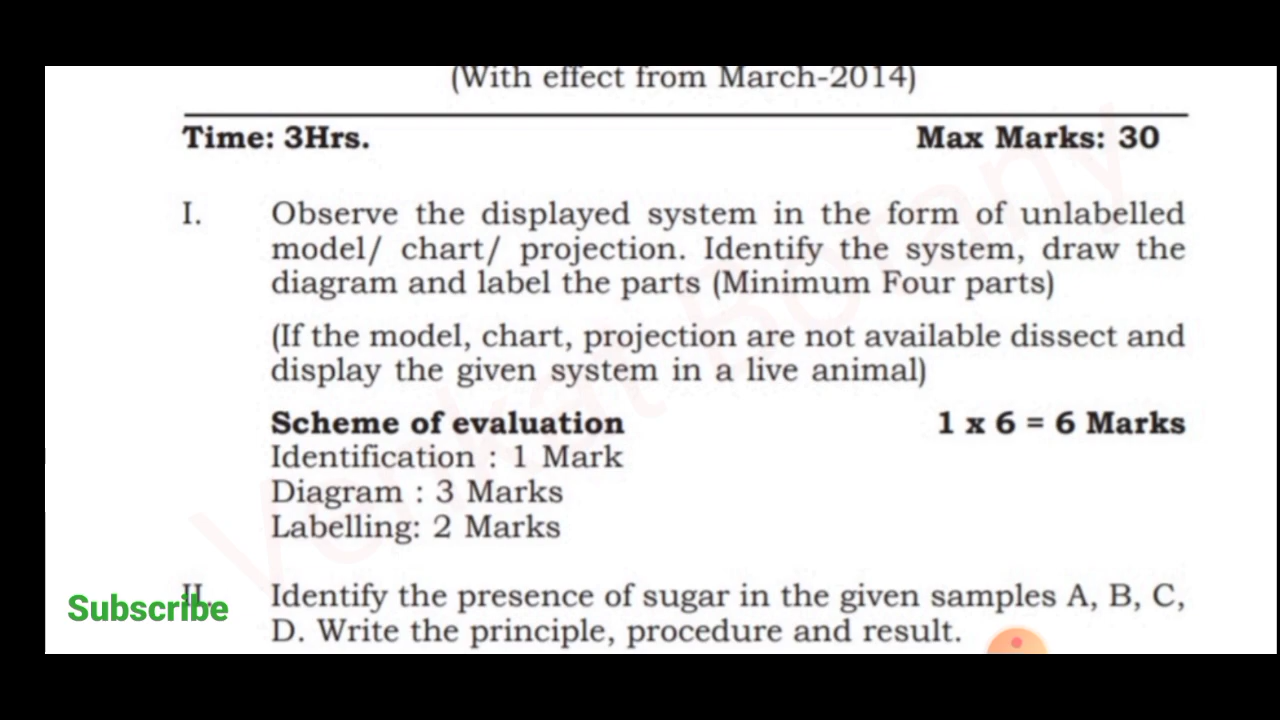 (With effect from March-2014)
Time: 3Hrs. Max Marks: 30
I. Observe the displayed system in the form of unlabelled
model/ chart/ projection. Identify the system, draw the
diagram and label the parts (Minimum Four parts)
(If the model, chart, projection are not available dissect and
display the given system in a live animal)
Scheme of evaluation 1 x 6 = 6 Marks
Identification : 1 Mark
Diagram : 3 Marks
Labelling: 2 Marks
II. Identify the presence of sugar in the given samples A, B, C,
D. Write the principle, procedure and result.
Subscribe
Venkat Botany